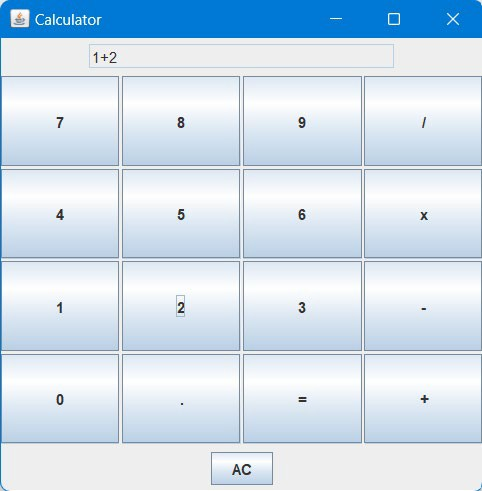 Calculator
1+2
7 8 9 /
4 5 6 x
1 2 3 -
0 . = +
AC